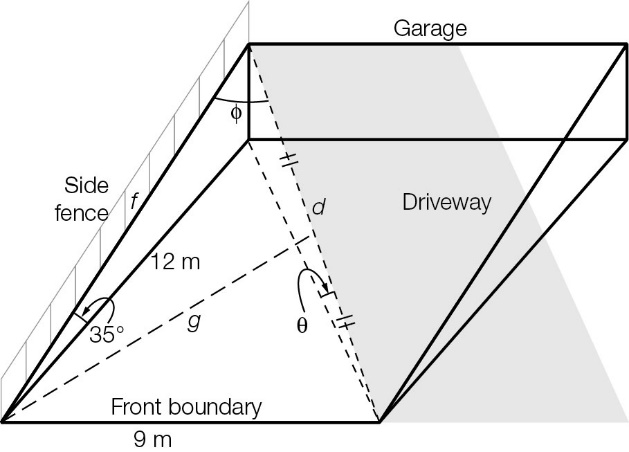 Garage
ϕ
Side
fence
f
d
Driveway
12 m
35°
g
θ
Front boundary
9 m